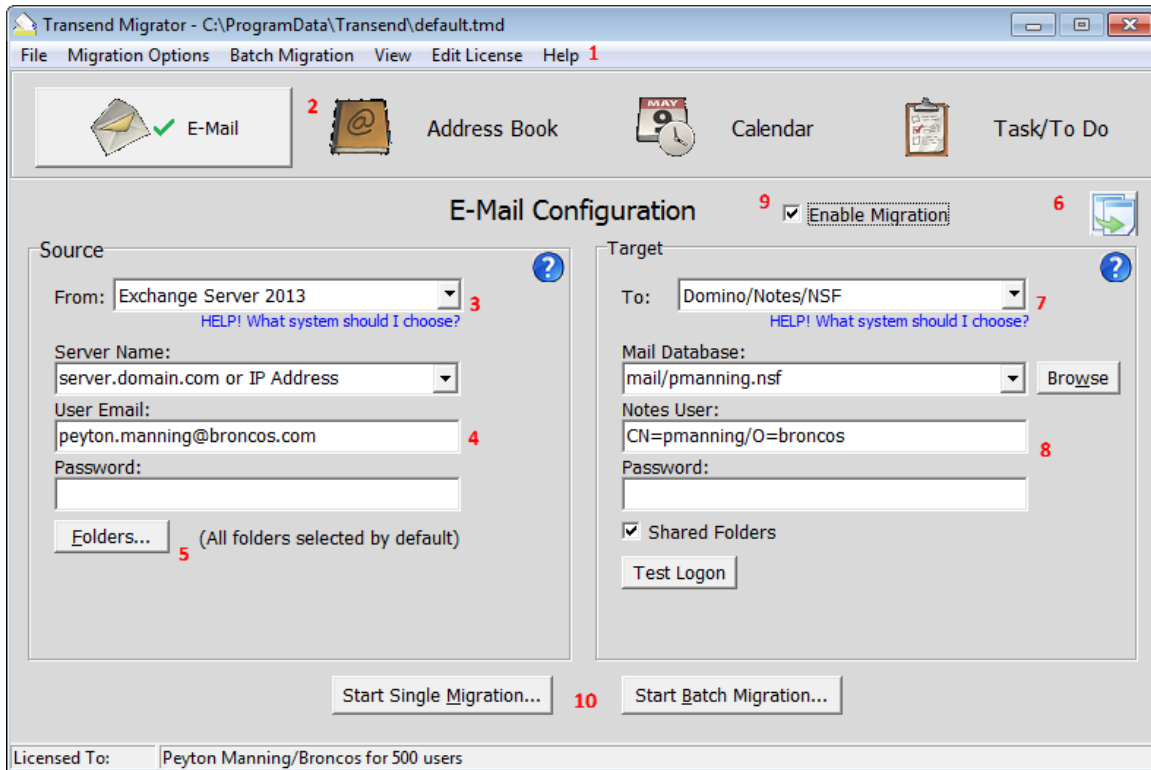 Transend Migrator - C:\ProgramData\Transend\default.tmd
File Migration Options Batch Migration View Edit License Help 1
E-Mail 2 @ Address Book MAY 9 Calendar Task/To Do
E-Mail Configuration 9 Enable Migration 6
Source ? Target ?
From: Exchange Server 2013 3 To: Domino/Notes/NSF 7
HELP! What system should I choose? HELP! What system should I choose?
Server Name: Mail Database:
server.domain.com or IP Address mail/pmanning.nsf Browse
User Email: Notes User:
peyton.manning@broncos.com 4 CN=pmanning/O=broncos 8
Password: Password:
Folders... 5 (All folders selected by default) Shared Folders
Test Logon
Start Single Migration... 10 Start Batch Migration...
Licensed To: Peyton Manning/Broncos for 500 users